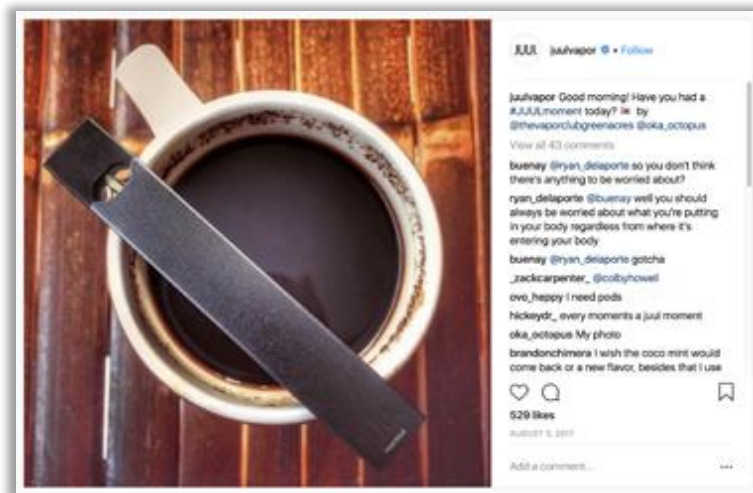 JUUL juulvapor • Follow
juulvapor Good morning! Have you had a
#JUULmoment today? by
@thevaporclubgreenacres @oka_octopus
View all 43 comments
buenay @ryan_delaporte so you don't think
there's anything to be worried about?
ryan_delaporte @buenay well you should
always be worried about what you're putting
in your body regardless from where it's
entering your body
buenay @ryan_delaporte gotcha
_zackcarpenter_ @colbyhowell
ovo_heppy I need pods
hickeydr_ every moments a juul moment
oka_octopus My photo
brandonchimera I wish the coco mint would
come back or a new flavor, besides that I use
529 likes
AUGUST 5, 2017
Add a comment...